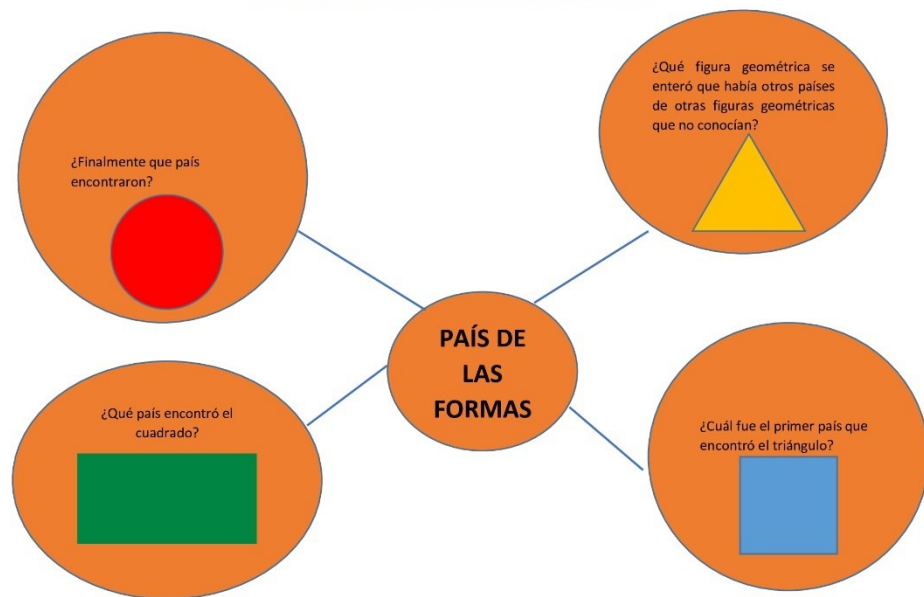 ¿Finalmente que país
encontraron?
¿Qué figura geométrica se
enteró que había otros países
de otras figuras geométricas
que no conocían?
PAÍS DE
LAS
FORMAS
¿Qué país encontró el
cuadrado?
¿Cuál fue el primer país que
encontró el triángulo?